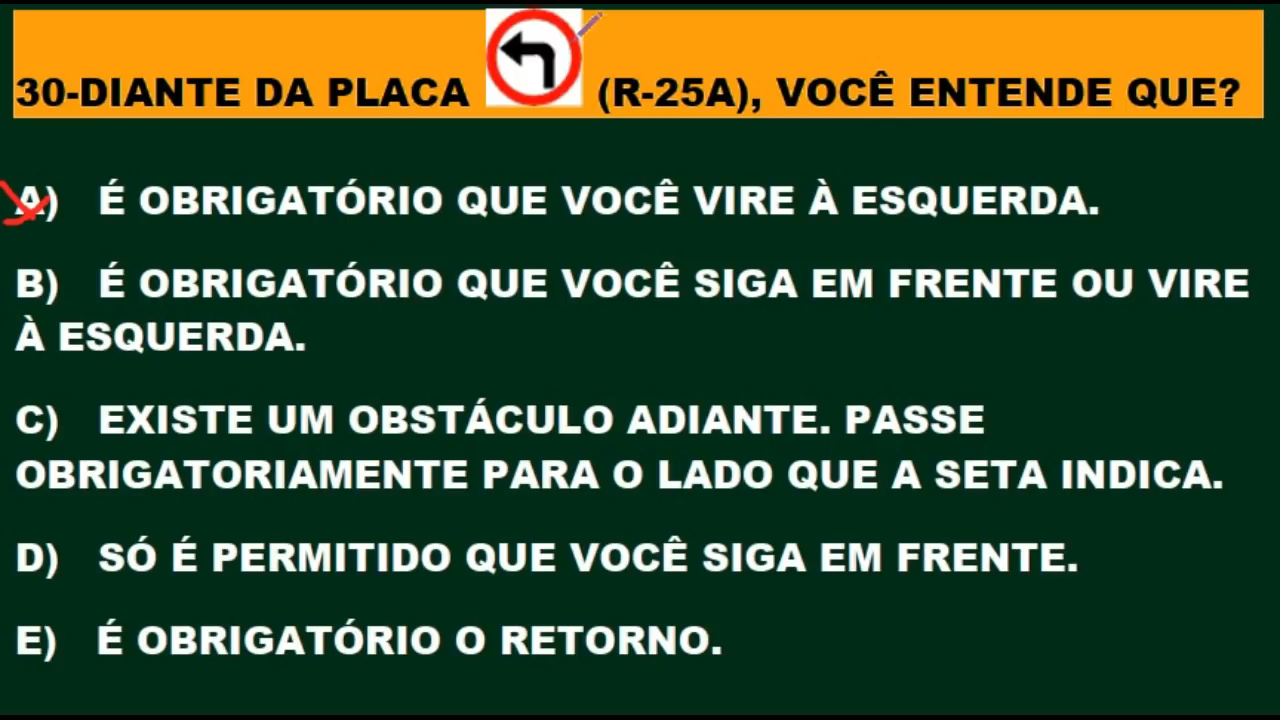 30-DIANTE DA PLACA (R-25A), VOCÊ ENTENDE QUE?
A) É OBRIGATÓRIO QUE VOCÊ VIRE À ESQUERDA.
B) É OBRIGATÓRIO QUE VOCÊ SIGA EM FRENTE OU VIRE
À ESQUERDA.
C) EXISTE UM OBSTÁCULO ADIANTE. PASSE
OBRIGATORIAMENTE PARA O LADO QUE A SETA INDICA.
D) SÓ É PERMITIDO QUE VOCÊ SIGA EM FRENTE.
E) É OBRIGATÓRIO O RETORNO.